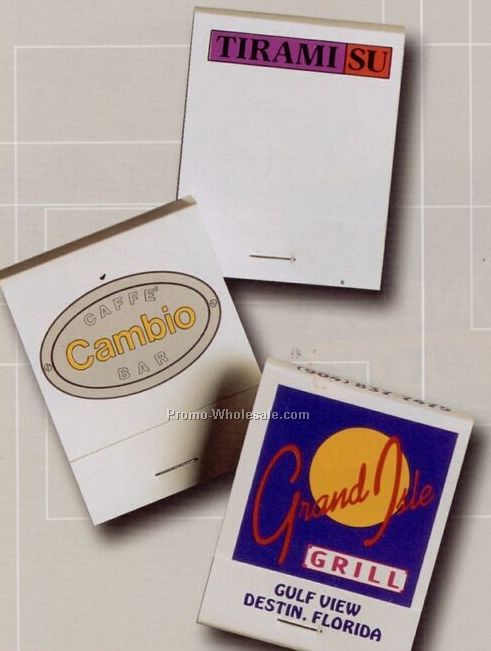 TIRAMI SU
CAFFE'
Cambio
BAR
Promo-Wholesale.com
Grand Isle
GRILL
GULF VIEW
DESTIN, FLORIDA